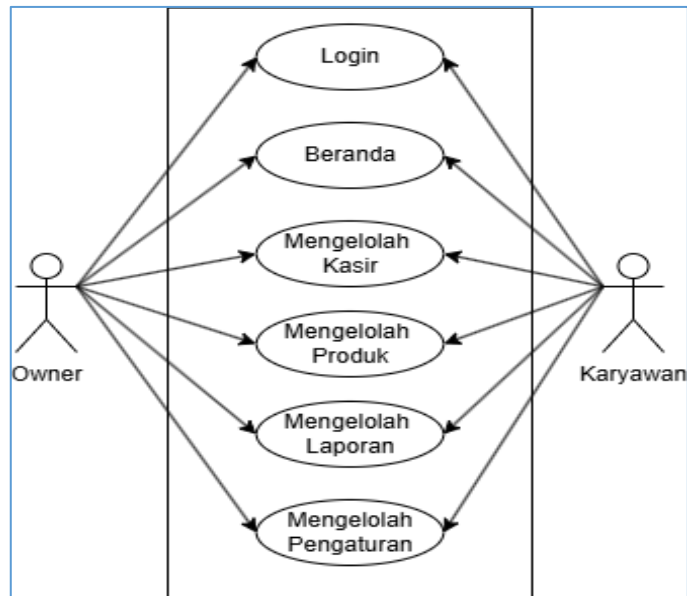 Login
Beranda
Mengelolah
Kasir
Mengelolah
Produk
Owner
Karyawan
Mengelolah
Laporan
Mengelolah
Pengaturan